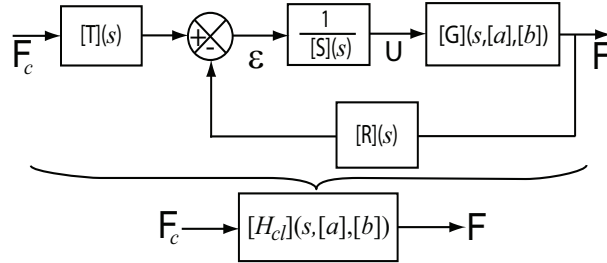 [T](s)
+
-
1
[S](s)
[G](s,[a],[b])
F_c
ε
U
F
[R](s)
F_c
[H_cl](s,[a],[b])
F